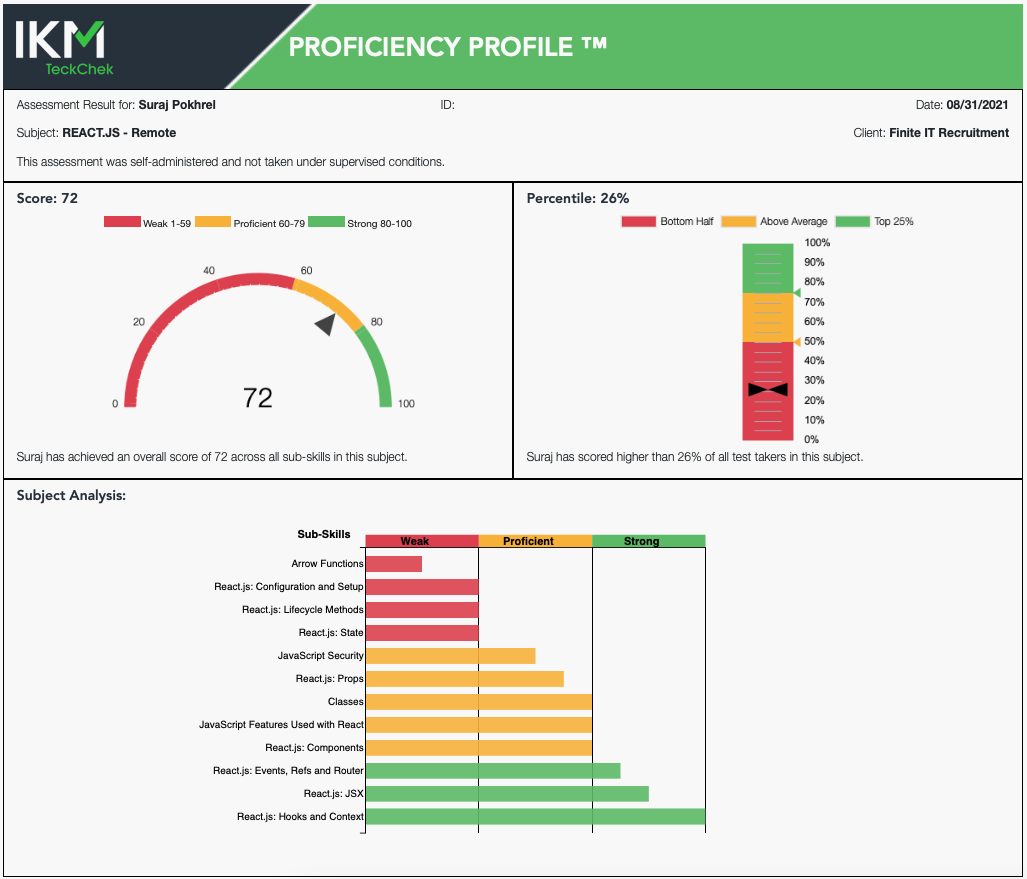 IKM
TeckChek
PROFICIENCY PROFILE ™
Assessment Result for: Suraj Pokhrel ID: Date: 08/31/2021
Subject: REACT.JS - Remote Client: Finite IT Recruitment
This assessment was self-administered and not taken under supervised conditions.
Score: 72
Weak 1-59 Proficient 60-79 Strong 80-100
0 20 40 60 80 100
72
Suraj has achieved an overall score of 72 across all sub-skills in this subject.
Percentile: 26%
Bottom Half Above Average Top 25%
100%
90%
80%
70%
60%
50%
40%
30%
20%
10%
0%
Suraj has scored higher than 26% of all test takers in this subject.
Subject Analysis:
Sub-Skills Weak Proficient Strong
Arrow Functions
React.js: Configuration and Setup
React.js: Lifecycle Methods
React.js: State
JavaScript Security
React.js: Props
Classes
JavaScript Features Used with React
React.js: Components
React.js: Events, Refs and Router
React.js: JSX
React.js: Hooks and Context